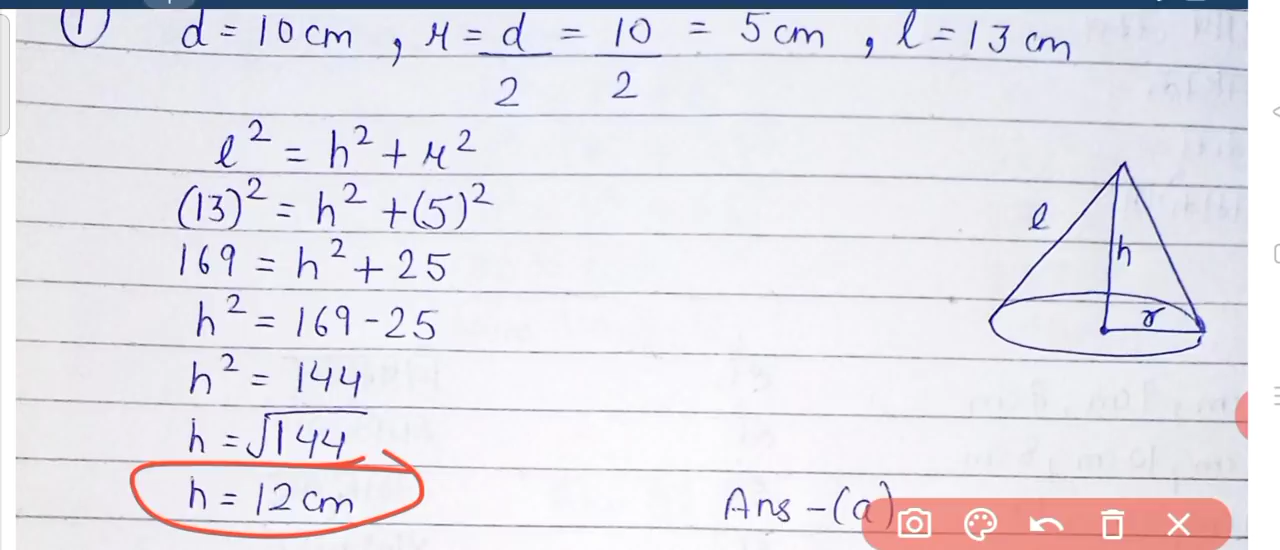 ① d = 10 cm , r = d/2 = 10/2 = 5 cm , l = 13 cm
l² = h² + r²
(13)² = h² + (5)²
169 = h² + 25
h² = 169 - 25
h² = 144
h = √144
h = 12 cm
Ans - (a)
l
h
r